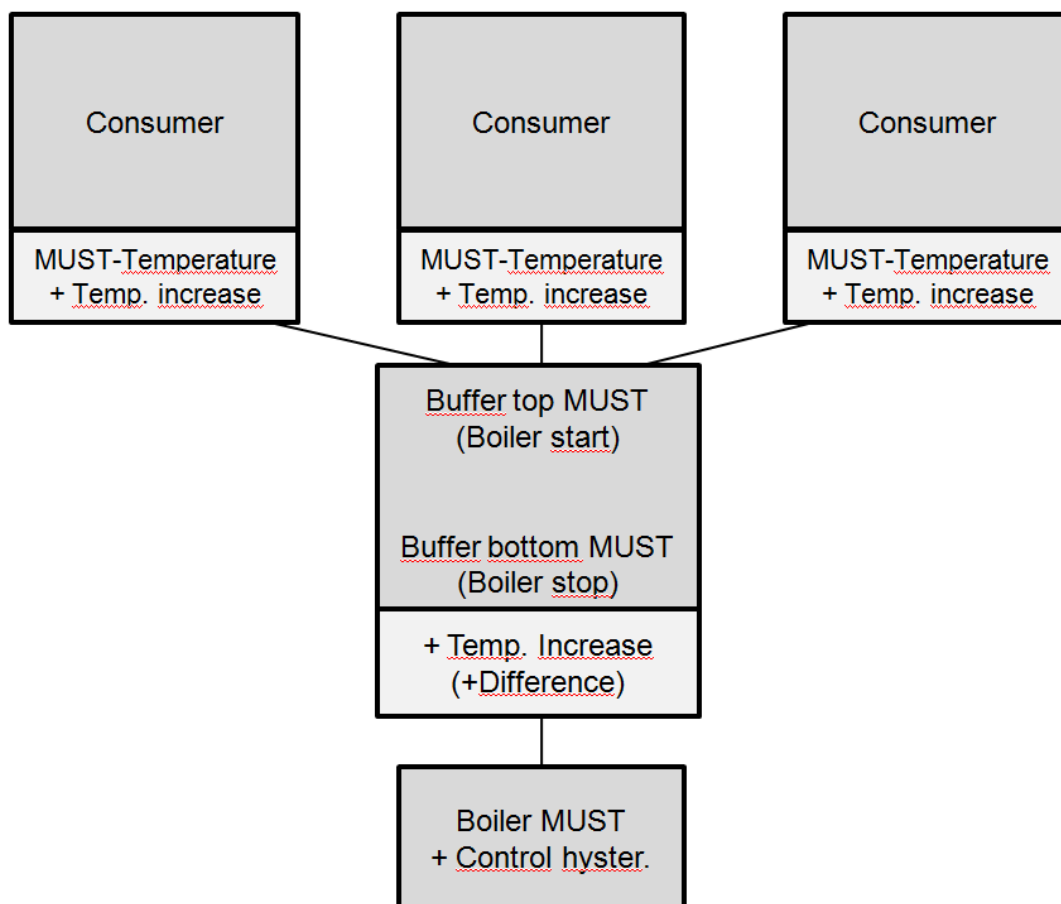 Consumer
Consumer
Consumer
MUST-Temperature
+ Temp. increase
MUST-Temperature
+ Temp. increase
MUST-Temperature
+ Temp. increase
Buffer top MUST
(Boiler start)
Buffer bottom MUST
(Boiler stop)
+ Temp. Increase
(+Difference)
Boiler MUST
+ Control hyster.